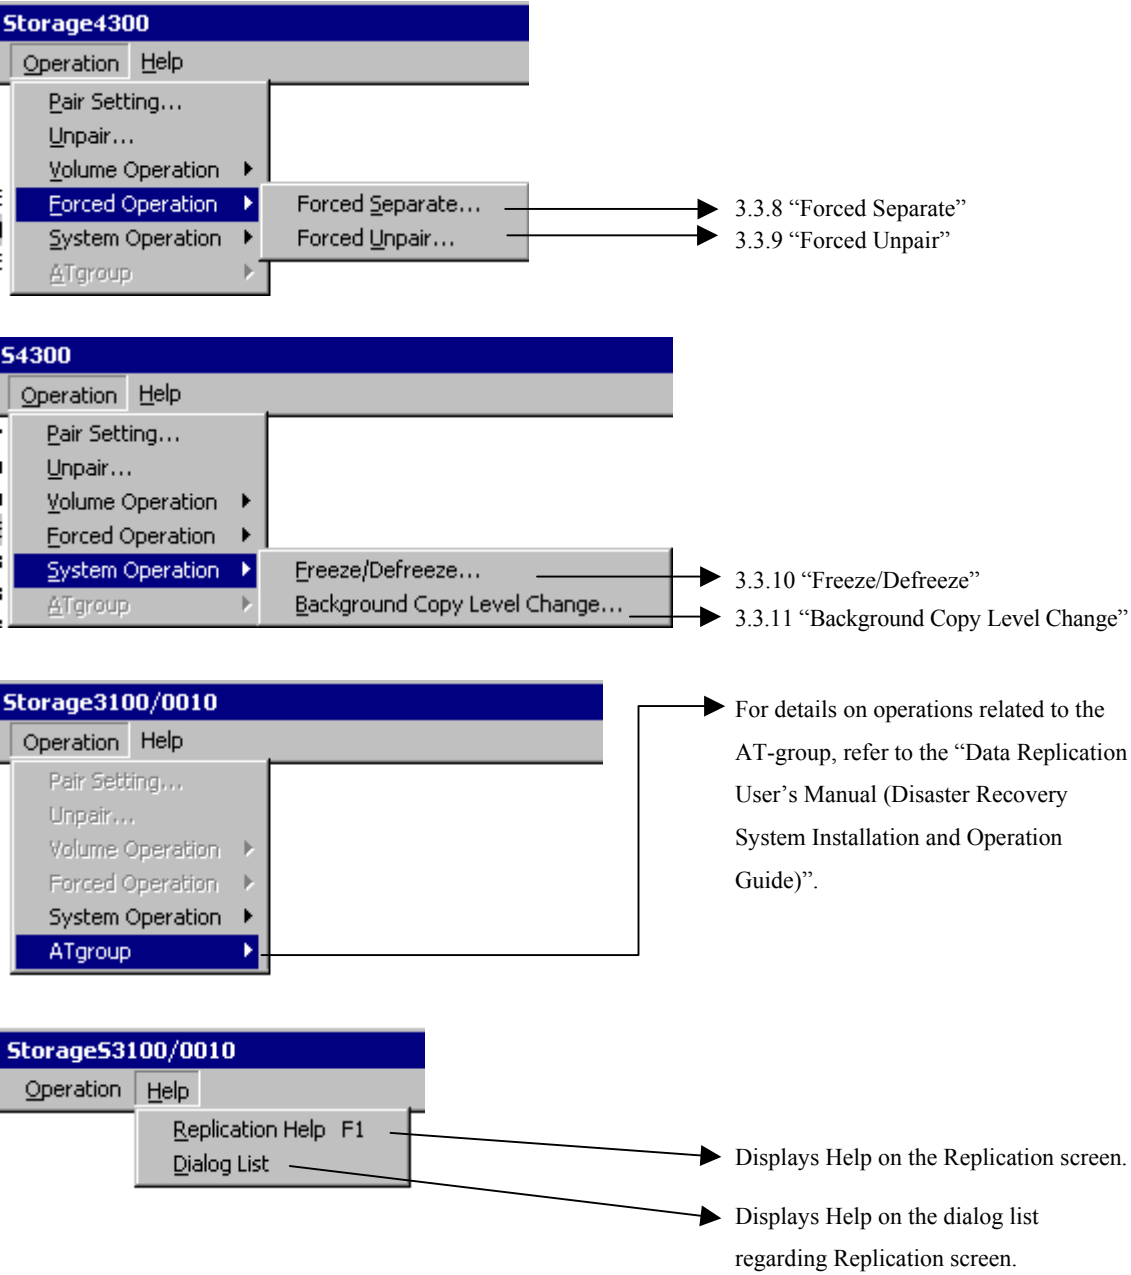 Storage4300
Operation Help
Pair Setting...
Unpair...
Volume Operation
Forced Operation
Forced Separate...
3.3.8 “Forced Separate”
System Operation
Forced Unpair...
3.3.9 “Forced Unpair”
ATgroup
S4300
Operation Help
Pair Setting...
Unpair...
Volume Operation
Forced Operation
System Operation
Freeze/Defreeze...
3.3.10 “Freeze/Defreeze”
ATgroup
Background Copy Level Change...
3.3.11 “Background Copy Level Change”
Storage3100/0010
Operation Help
Pair Setting...
Unpair...
Volume Operation
Forced Operation
System Operation
ATgroup
For details on operations related to the
AT-group, refer to the “Data Replication
User’s Manual (Disaster Recovery
System Installation and Operation
Guide)”.
StorageS3100/0010
Operation Help
Replication Help F1
Dialog List
Displays Help on the Replication screen.
Displays Help on the dialog list
regarding Replication screen.